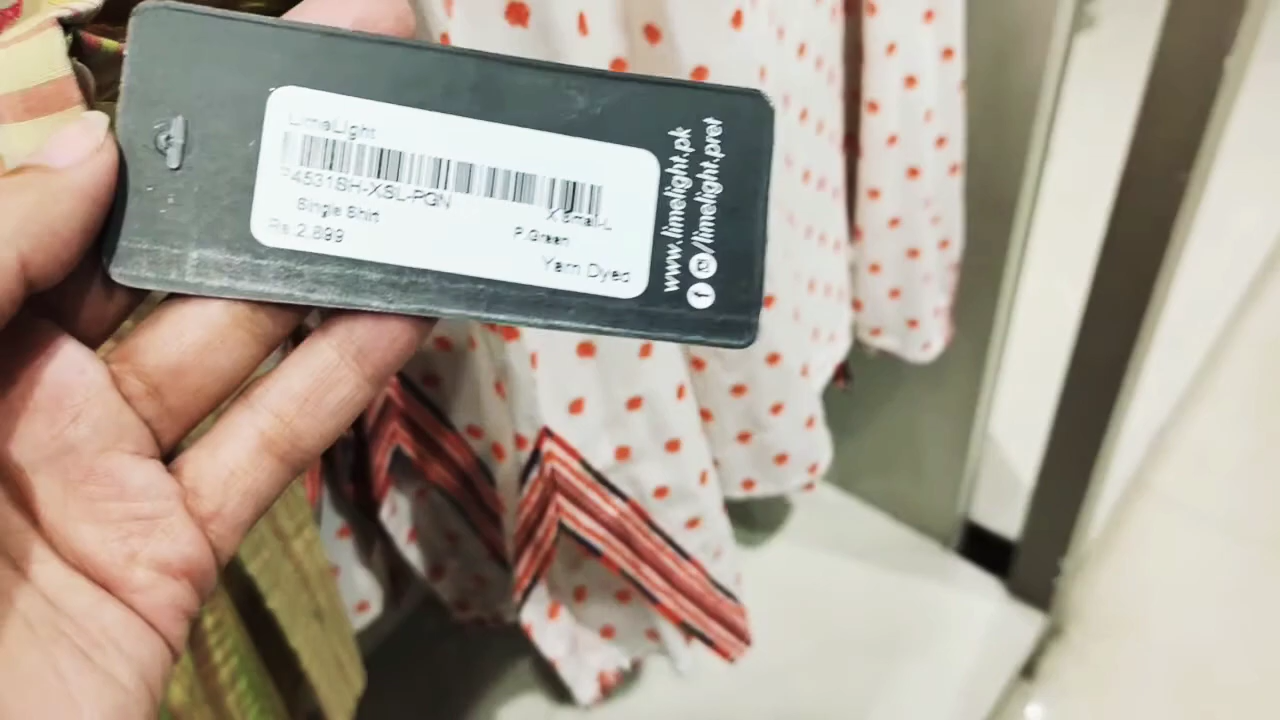 LimeLight
P4531SH-XSL-PGN
X Small-L
Single Shirt
P.Green
Rs.2,899
Yarn Dyed
www.limelight.pk
/limelight.pret